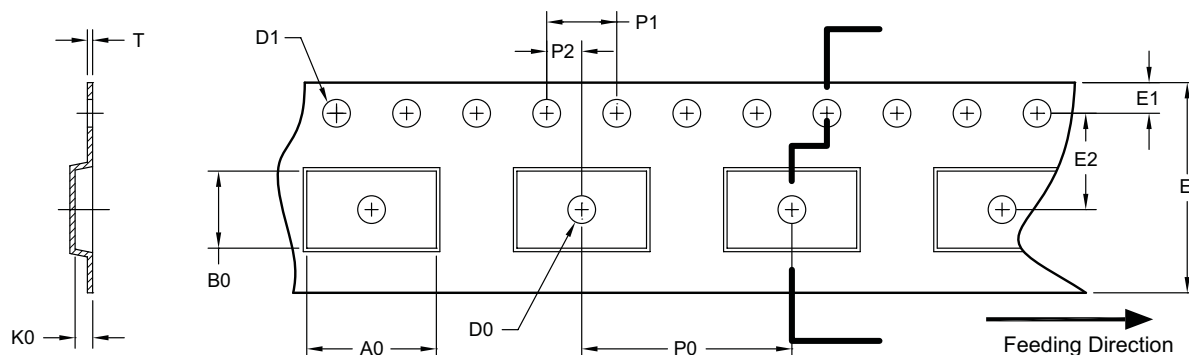 T
D1
P1
P2
E1
E2
E
B0
K0
A0
D0
P0
Feeding Direction